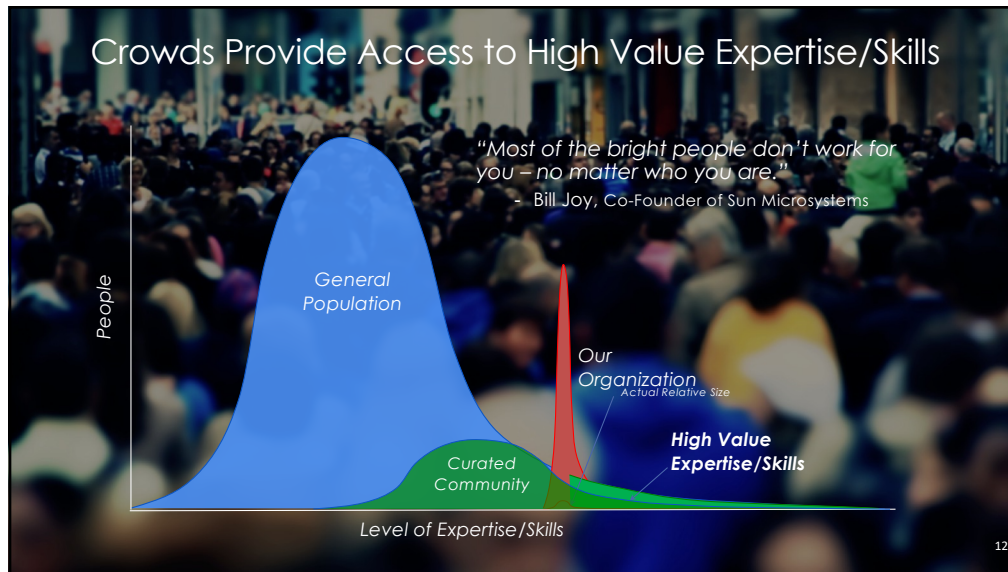 Crowds Provide Access to High Value Expertise/Skills
“Most of the bright people don’t work for
you – no matter who you are.”
- Bill Joy, Co-Founder of Sun Microsystems
People
General
Population
Our
Organization
Actual Relative Size
High Value
Expertise/Skills
Curated
Community
Level of Expertise/Skills
12